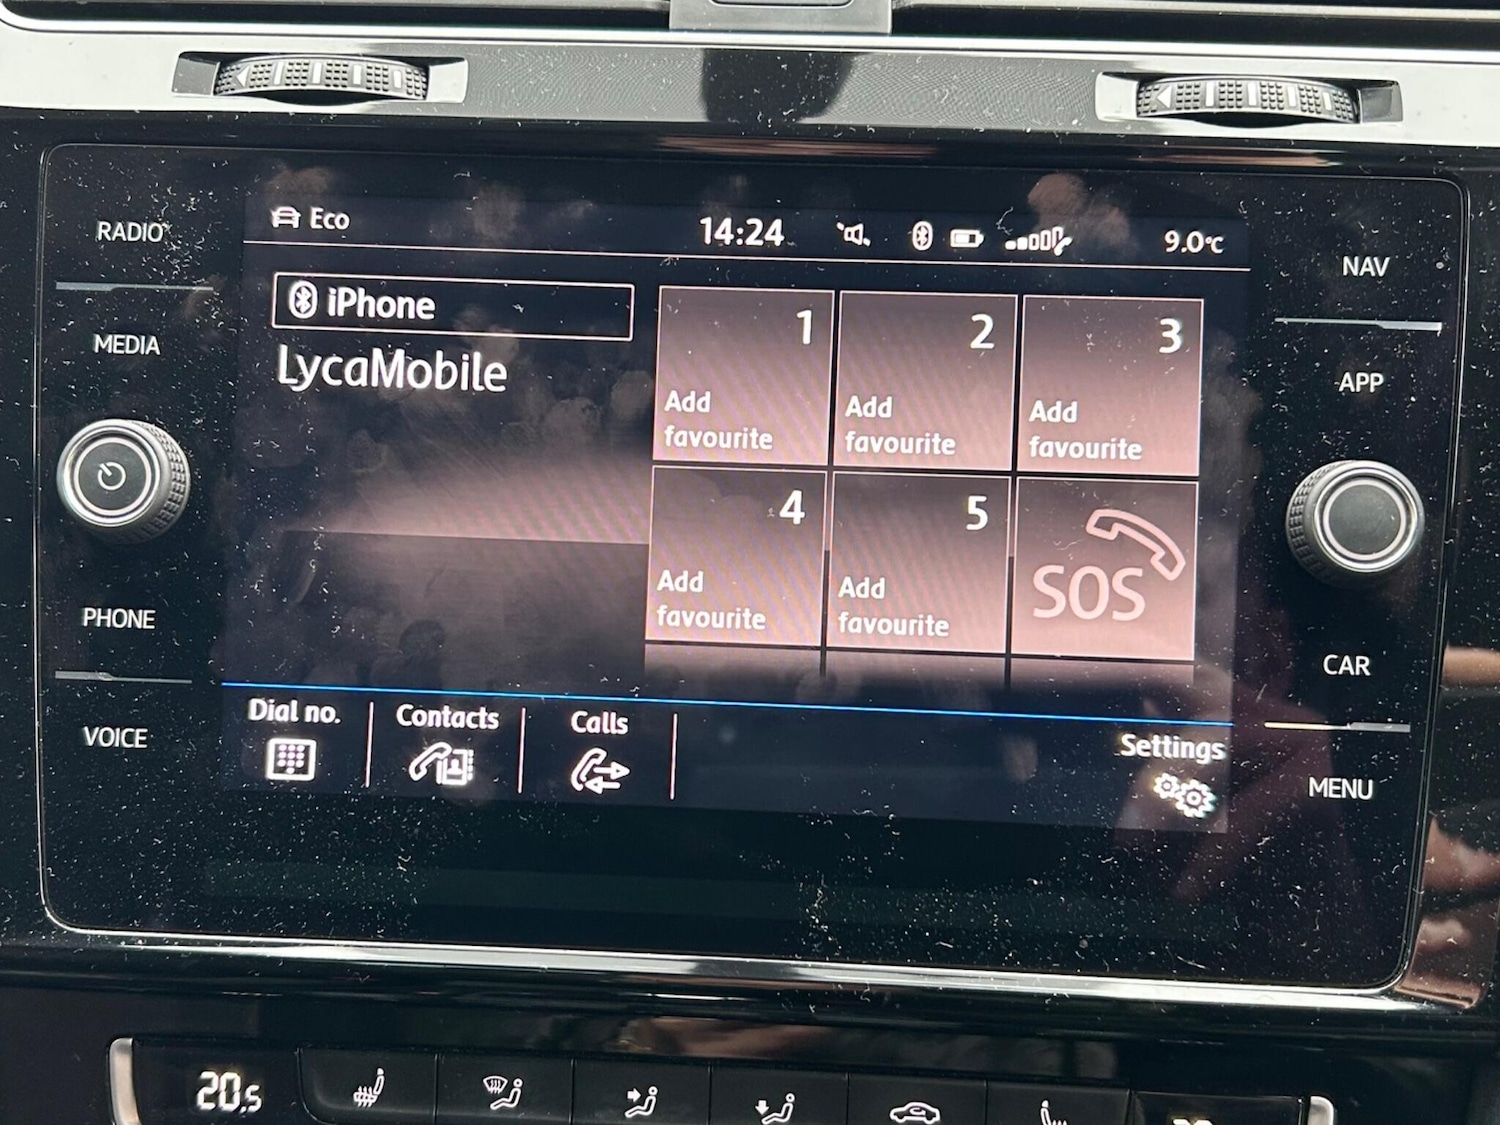 RADIO
MEDIA
PHONE
VOICE
Eco
14:24
9.0°C
iPhone
LycaMobile
1
Add
favourite
2
Add
favourite
3
Add
favourite
4
Add
favourite
5
Add
favourite
SOS
Dial no.
Contacts
Calls
Settings
NAV
APP
CAR
MENU
20.5